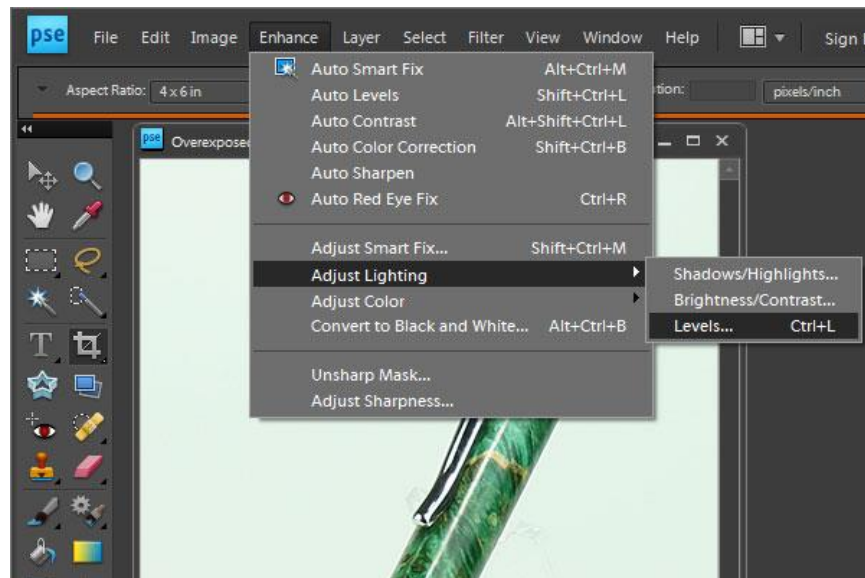 pse File Edit Image Enhance Layer Select Filter View Window Help Sign
Aspect Ratio: 4 x 6 in pixels/inch
pse Overexposed
Auto Smart Fix Alt+Ctrl+M
Auto Levels Shift+Ctrl+L
Auto Contrast Alt+Shift+Ctrl+L
Auto Color Correction Shift+Ctrl+B
Auto Sharpen
Auto Red Eye Fix Ctrl+R
Adjust Smart Fix... Shift+Ctrl+M
Adjust Lighting
Adjust Color
Convert to Black and White... Alt+Ctrl+B
Unsharp Mask...
Adjust Sharpness...
Shadows/Highlights...
Brightness/Contrast...
Levels... Ctrl+L
T